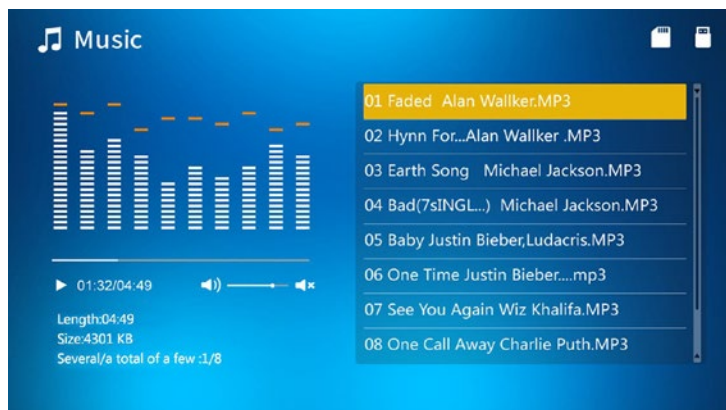 Music
01 Faded Alan Wallker.MP3
02 Hynn For...Alan Wallker .MP3
03 Earth Song Michael Jackson.MP3
04 Bad(7sINGL...) Michael Jackson.MP3
05 Baby Justin Bieber,Ludacris.MP3
06 One Time Justin Bieber....mp3
07 See You Again Wiz Khalifa.MP3
08 One Call Away Charlie Puth.MP3
01:32/04:49
Length:04:49
Size:4301 KB
Several/a total of a few :1/8